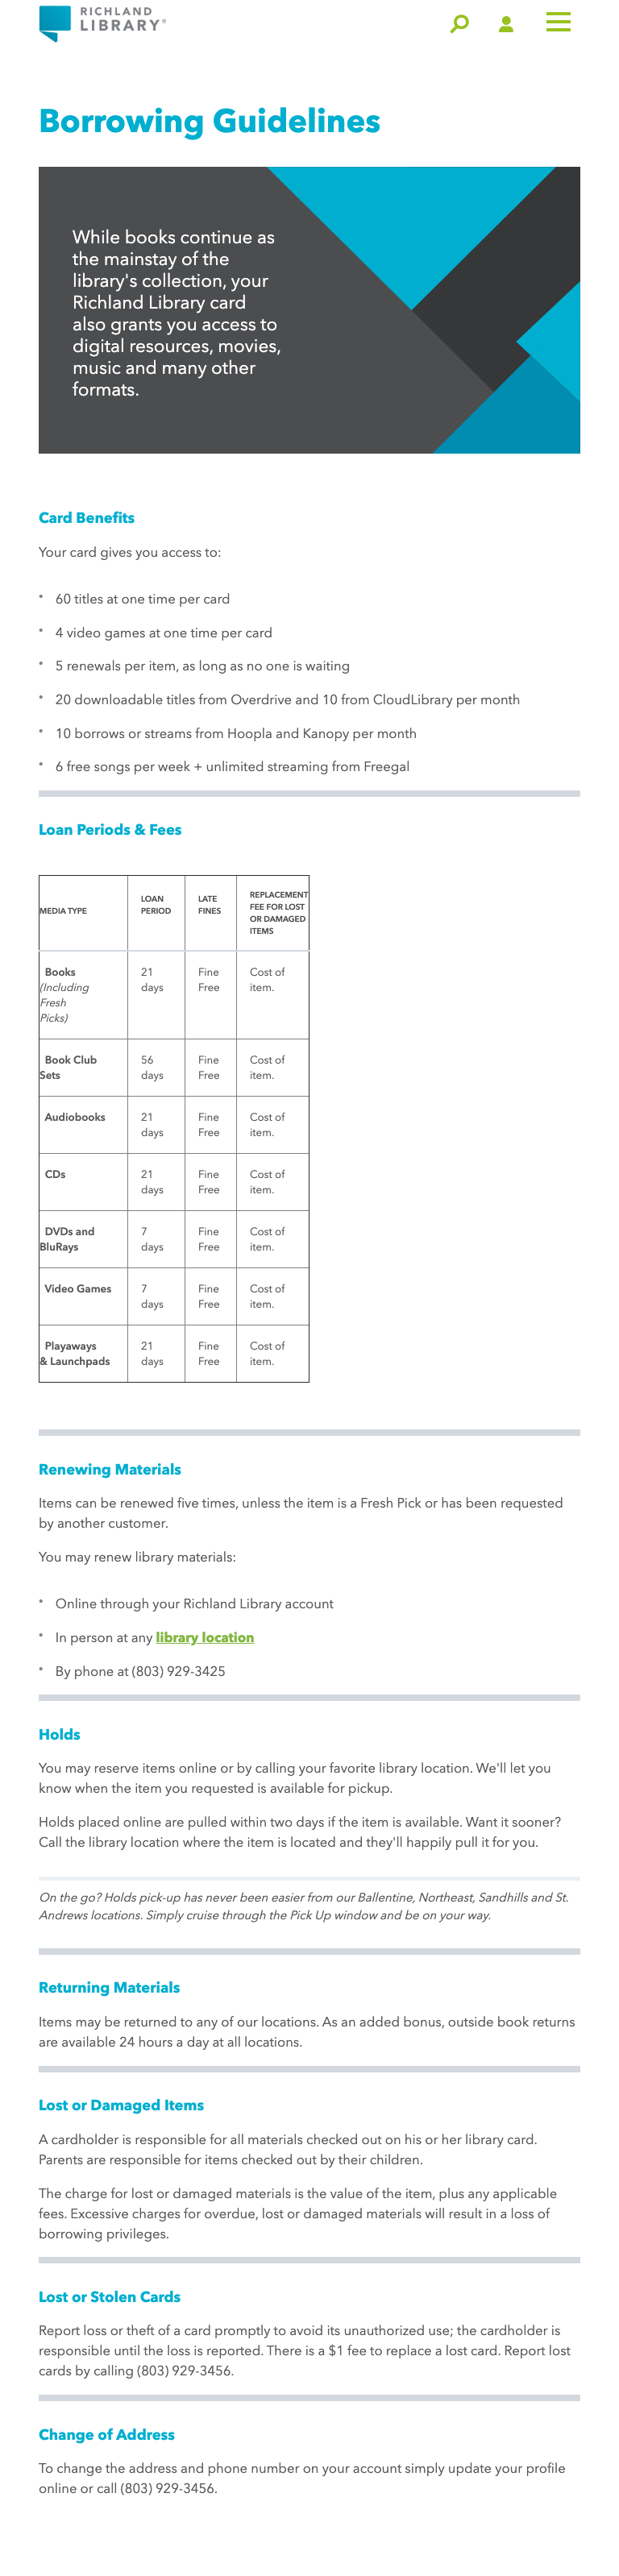 RICHLAND
LIBRARY®
Borrowing Guidelines
While books continue as
the mainstay of the
library's collection, your
Richland Library card
also grants you access to
digital resources, movies,
music and many other
formats.
Card Benefits
Your card gives you access to:
* 60 titles at one time per card
* 4 video games at one time per card
* 5 renewals per item, as long as no one is waiting
* 20 downloadable titles from Overdrive and 10 from CloudLibrary per month
* 10 borrows or streams from Hoopla and Kanopy per month
* 6 free songs per week + unlimited streaming from Freegal
Loan Periods & Fees
MEDIA TYPE
LOAN
PERIOD
LATE
FINES
REPLACEMENT
FEE FOR LOST
OR DAMAGED
ITEMS
Books
(Including
Fresh
Picks)
21
days
Fine
Free
Cost of
item.
Book Club
Sets
56
days
Fine
Free
Cost of
item.
Audiobooks
21
days
Fine
Free
Cost of
item.
CDs
21
days
Fine
Free
Cost of
item.
DVDs and
BluRays
7
days
Fine
Free
Cost of
item.
Video Games
7
days
Fine
Free
Cost of
item.
Playaways
& Launchpads
21
days
Fine
Free
Cost of
item.
Renewing Materials
Items can be renewed five times, unless the item is a Fresh Pick or has been requested
by another customer.
You may renew library materials:
* Online through your Richland Library account
* In person at any library location
* By phone at (803) 929-3425
Holds
You may reserve items online or by calling your favorite library location. We'll let you
know when the item you requested is available for pickup.
Holds placed online are pulled within two days if the item is available. Want it sooner?
Call the library location where the item is located and they'll happily pull it for you.
On the go? Holds pick-up has never been easier from our Ballentine, Northeast, Sandhills and St.
Andrews locations. Simply cruise through the Pick Up window and be on your way.
Returning Materials
Items may be returned to any of our locations. As an added bonus, outside book returns
are available 24 hours a day at all locations.
Lost or Damaged Items
A cardholder is responsible for all materials checked out on his or her library card.
Parents are responsible for items checked out by their children.
The charge for lost or damaged materials is the value of the item, plus any applicable
fees. Excessive charges for overdue, lost or damaged materials will result in a loss of
borrowing privileges.
Lost or Stolen Cards
Report loss or theft of a card promptly to avoid its unauthorized use; the cardholder is
responsible until the loss is reported. There is a $1 fee to replace a lost card. Report lost
cards by calling (803) 929-3456.
Change of Address
To change the address and phone number on your account simply update your profile
online or call (803) 929-3456.